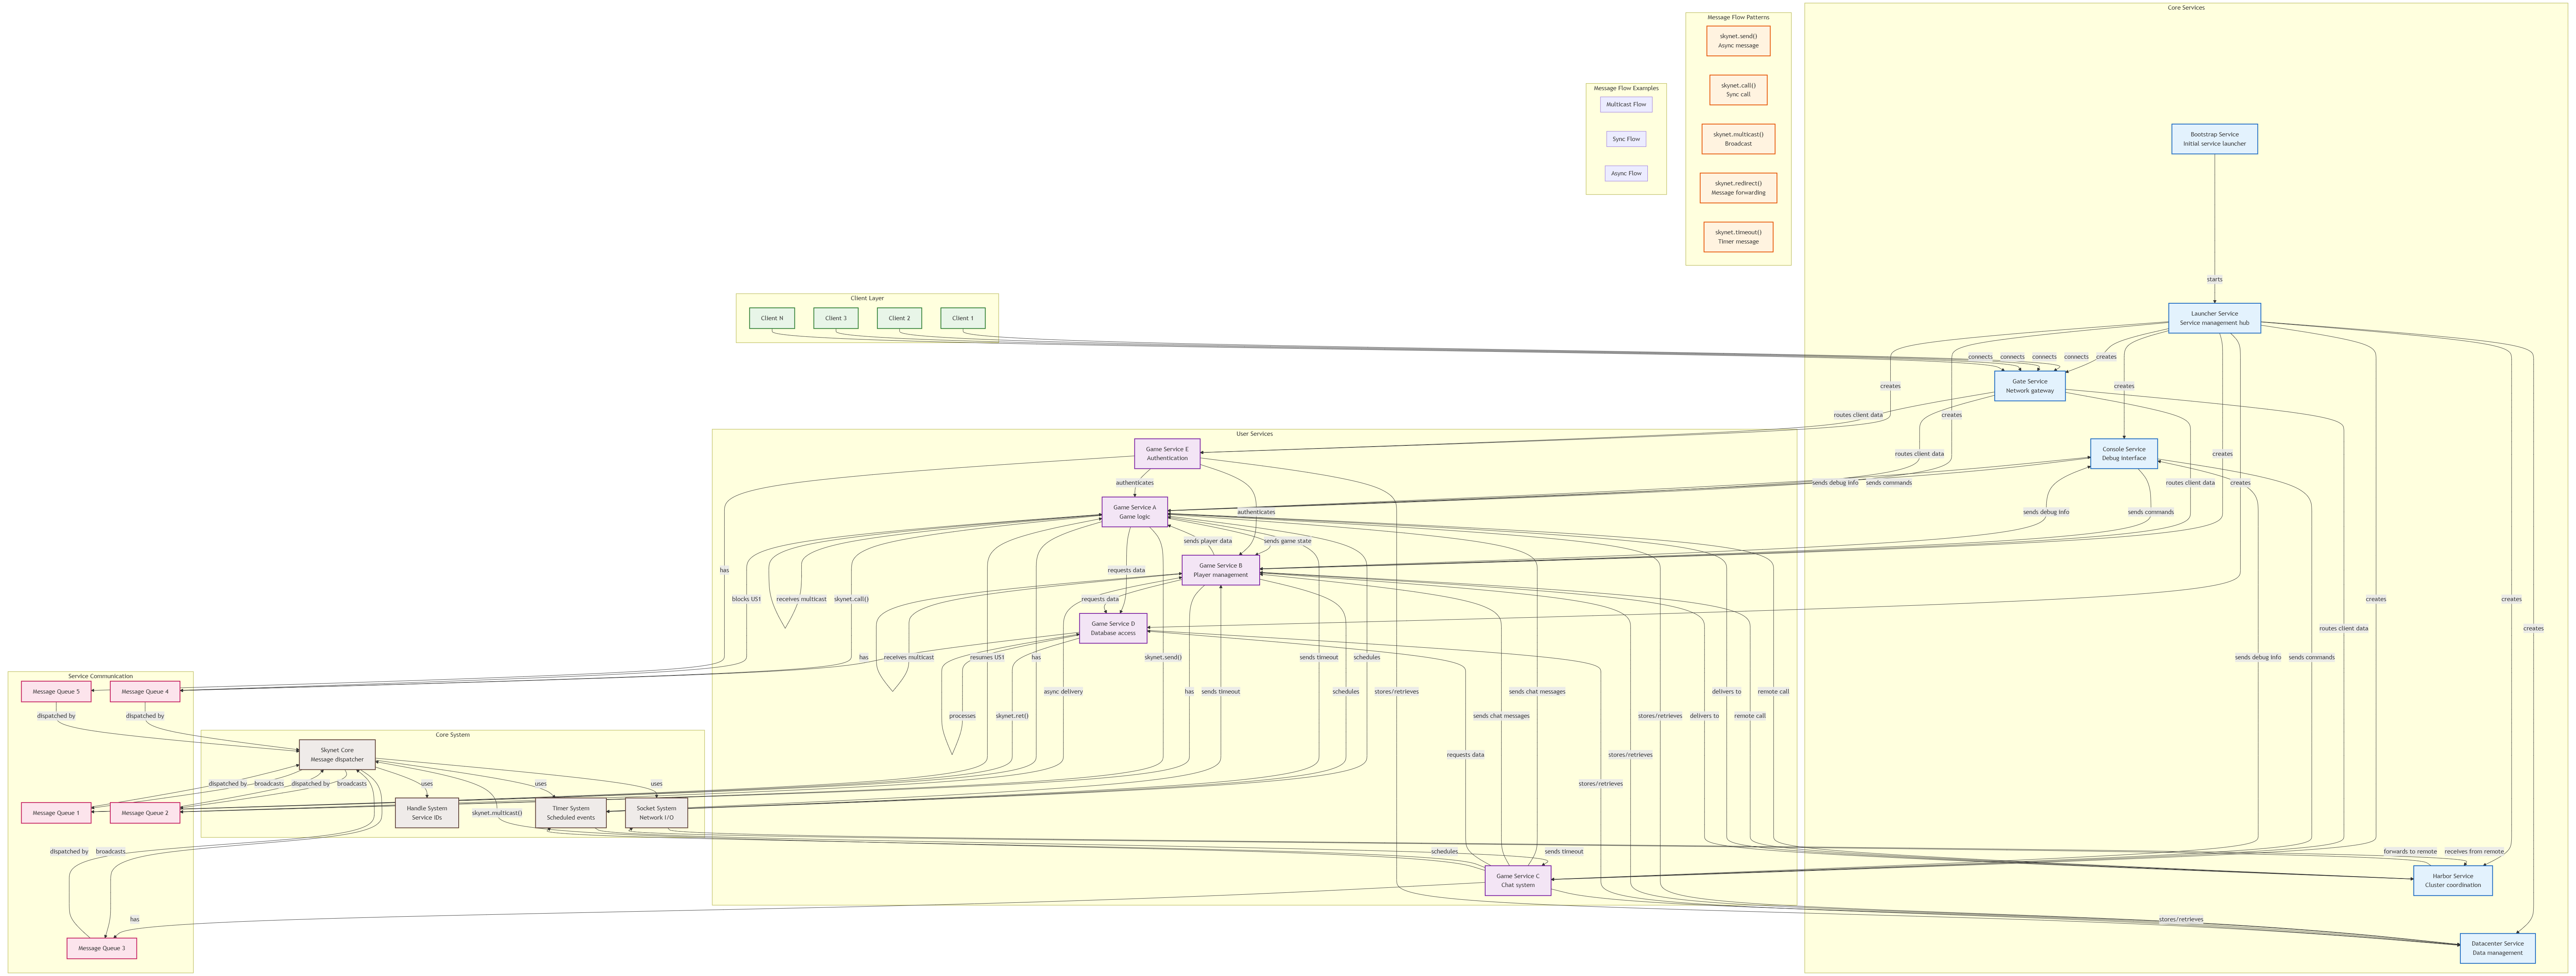 Core Services
Message Flow Patterns
skynet.send()
Async message
skynet.call()
Sync call
skynet.multicast()
Broadcast
skynet.redirect()
Message forwarding
skynet.timeout()
Timer message
Message Flow Examples
Multicast Flow
Sync Flow
Async Flow
Bootstrap Service
Initial service launcher
starts
Client Layer
Client N
Client 3
Client 2
Client 1
Launcher Service
Service management hub
connects
connects
connects
connects
creates
Gate Service
Network gateway
creates
creates
routes client data
creates
User Services
Game Service E
Authentication
routes client data
creates
Console Service
Debug interface
authenticates
sends debug info
sends commands
routes client data
creates
Game Service A
Game logic
authenticates
sends debug info
sends commands
sends player data
sends game state
Game Service B
Player management
has
requests data
blocks US1
receives multicast
skynet.call()
requests data
creates
creates
Game Service D
Database access
routes client data
creates
has
receives multicast
resumes US1
has
skynet.send()
sends timeout
schedules
sends debug info
sends commands
Service Communication
Message Queue 5
Message Queue 4
async delivery
has
sends timeout
schedules
stores/retrieves
sends chat messages
delivers to
remote call
dispatched by
dispatched by
processes
skynet.ret()
sends chat messages
stores/retrieves
delivers to
remote call
Core System
Skynet Core
Message dispatcher
requests data
stores/retrieves
dispatched by
broadcasts
dispatched by
broadcasts
uses
uses
uses
stores/retrieves
Message Queue 1
Message Queue 2
Handle System
Service IDs
skynet.multicast()
Timer System
Scheduled events
Socket System
Network I/O
dispatched by
broadcasts
schedules
sends timeout
forwards to remote
receives from remote
Game Service C
Chat system
Harbor Service
Cluster coordination
has
stores/retrieves
Message Queue 3
Datacenter Service
Data management